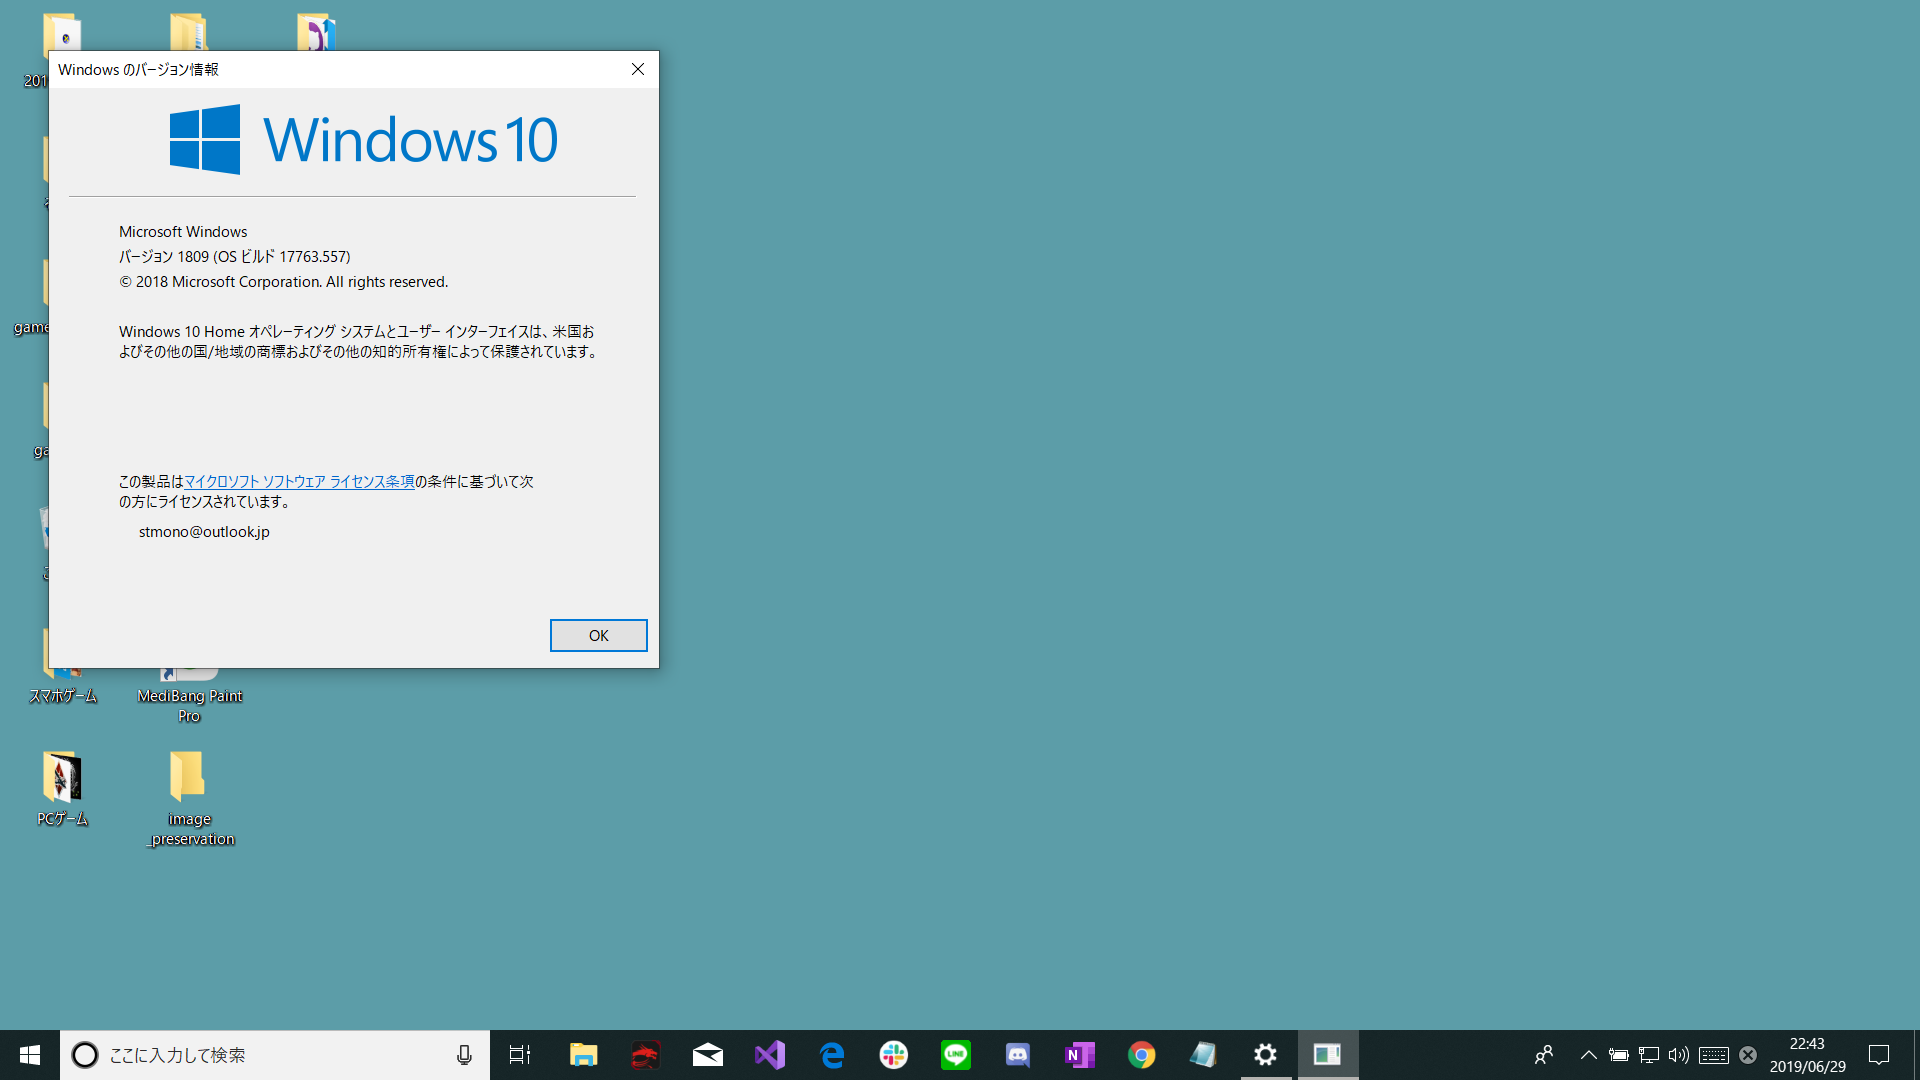 Windows のバージョン情報
Windows 10
Microsoft Windows
バージョン 1809 (OS ビルド 17763.557)
© 2018 Microsoft Corporation. All rights reserved.
Windows 10 Home オペレーティング システムとユーザー インターフェイスは、米国お
よびその他の国/地域の商標およびその他の知的所有権によって保護されています。
この製品はマイクロソフト ソフトウェア ライセンス条項の条件に基づいて次
の方にライセンスされています。
stmono@outlook.jp
OK
スマホゲーム
MediBang Paint
Pro
PCゲーム
image
_preservation
ここに入力して検索
LINE
N
22:43
2019/06/29